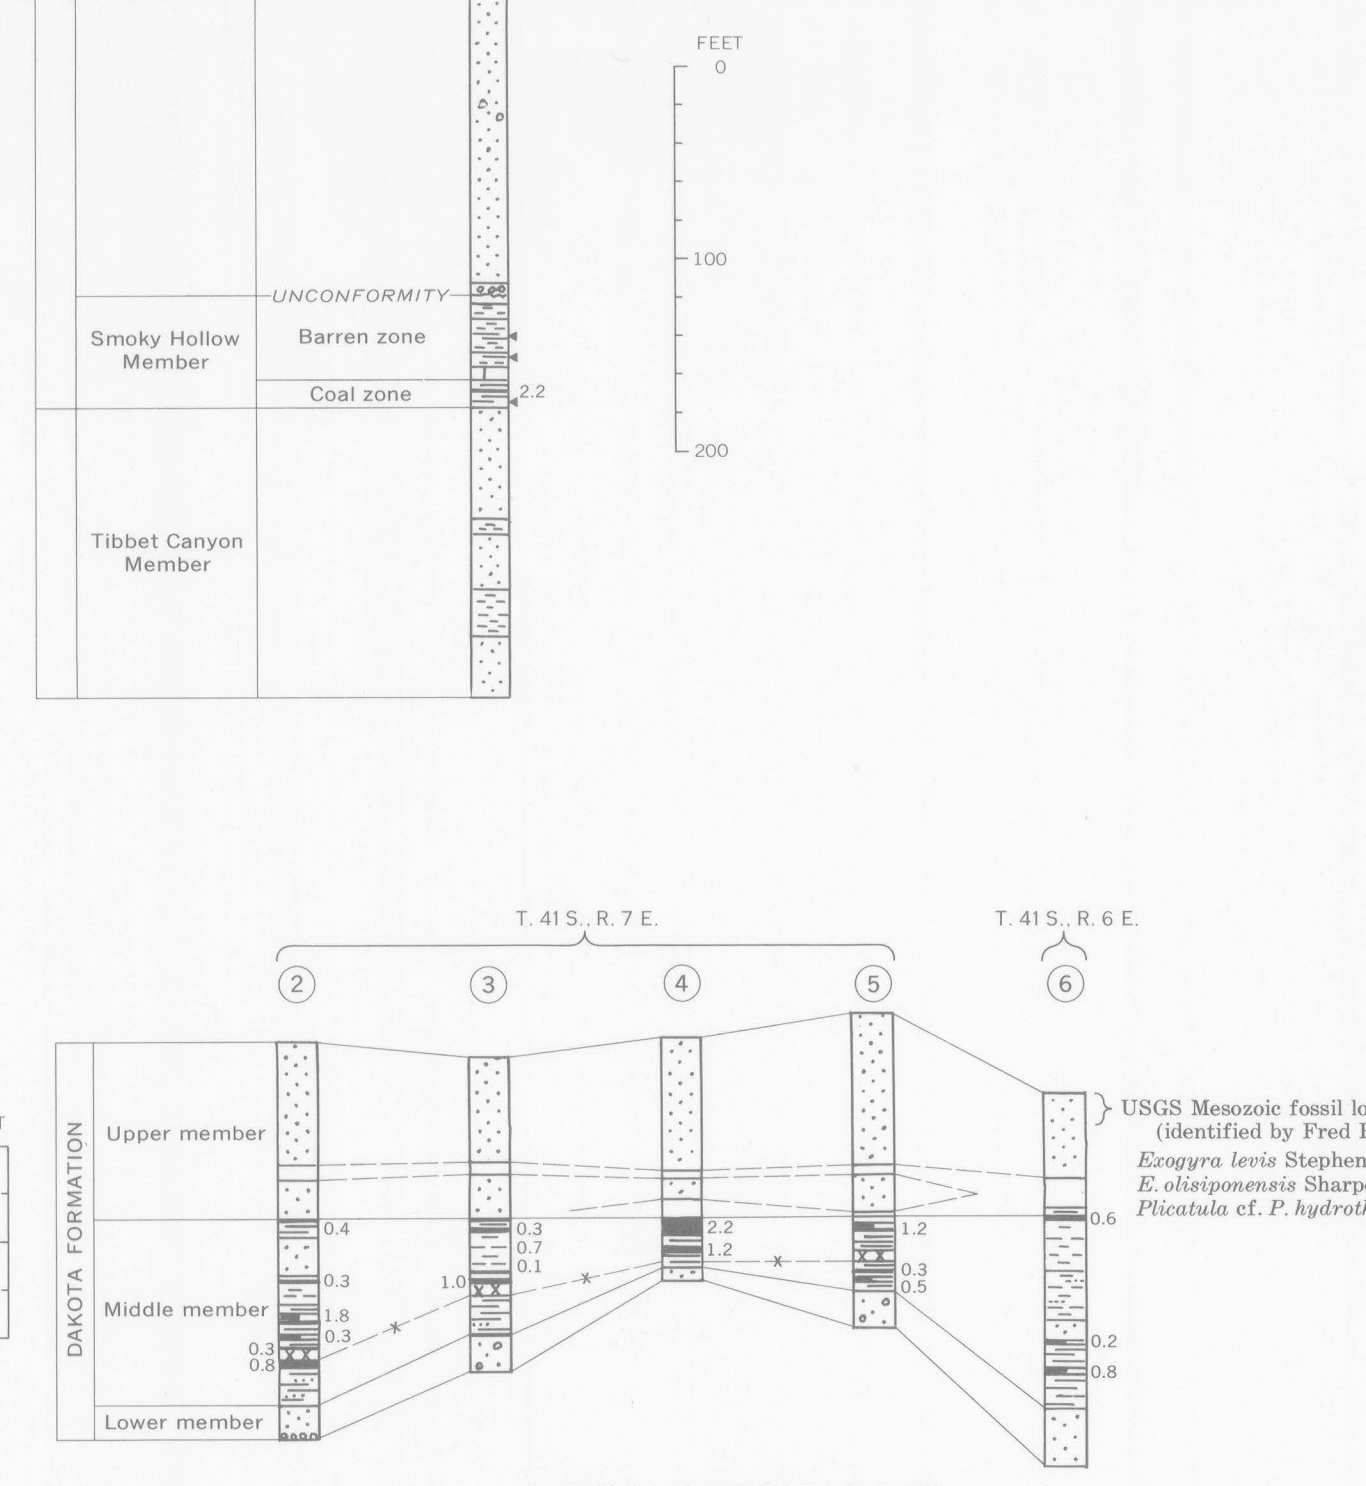 FEET
0
100
200
UNCONFORMITY
Smoky Hollow
Member
Barren zone
Coal zone
2.2
Tibbet Canyon
Member
T. 41 S., R. 7 E.
T. 41 S., R. 6 E.
2
3
4
5
6
DAKOTA FORMATION
Upper member
Middle member
Lower member
0.4
0.3
1.8
0.3
0.3
0.8
0.3
0.7
0.1
1.0
2.2
1.2
1.2
0.3
0.5
0.6
0.2
0.8
USGS Mesozoic fossil
(identified by Fred
Exogyra levis
E. olisiponensis
Plicatula cf. P.